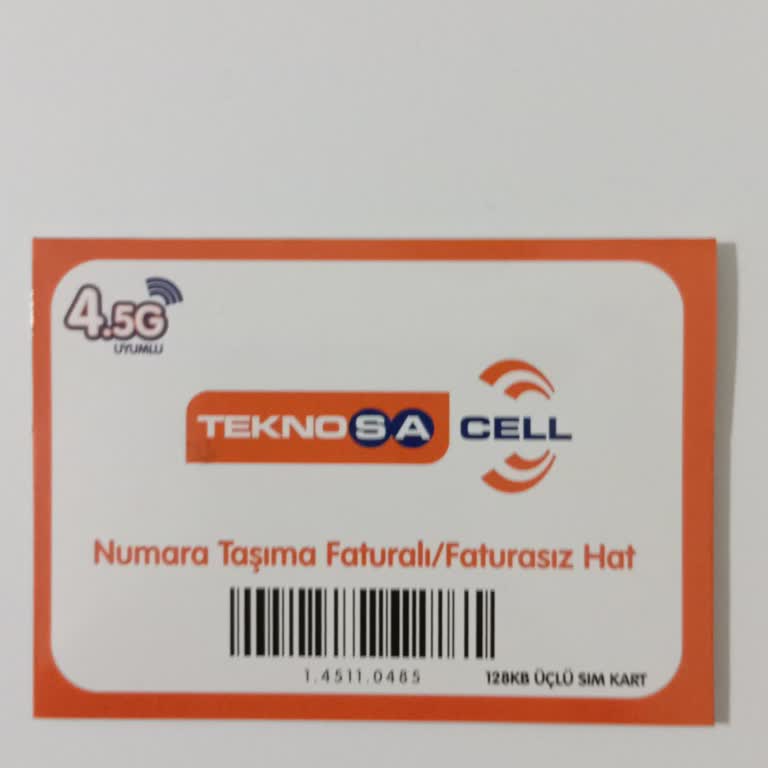 4.5G
UYUMLU
TEKNOSA CELL
Numara Taşıma Faturalı/Faturasız Hat
1.4511.0485
128KB ÜÇLÜ SIM KART